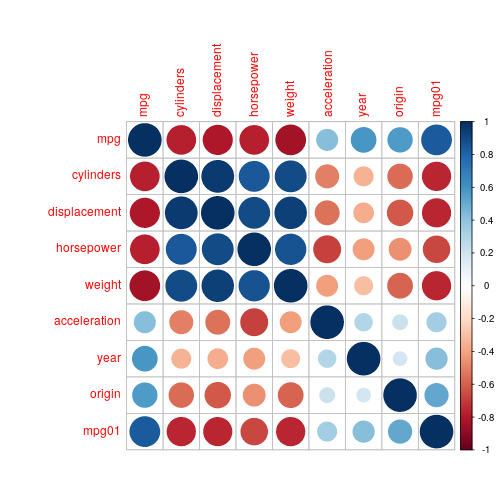 mpg
cylinders
displacement
horsepower
weight
acceleration
year
origin
mpg01
mpg
cylinders
displacement
horsepower
weight
acceleration
year
origin
mpg01
1
0.8
0.6
0.4
0.2
0
-0.2
-0.4
-0.6
-0.8
-1